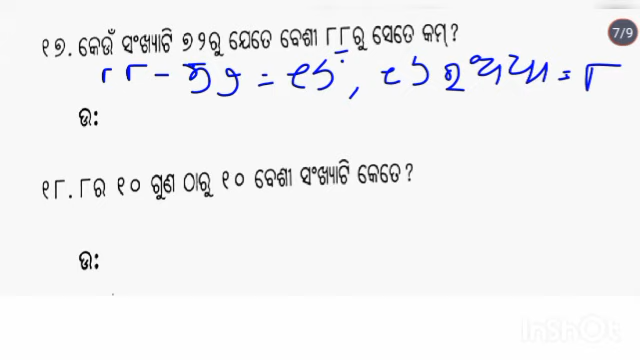 7/9
୧୭. କେଉଁ ସଂଖ୍ୟାଟି ୭୨ରୁ ଯେତେ ବେଶୀ ୮୮ରୁ ସେତେ କମ୍ ?
୮୮ - ୭୨ = ୧୬, ୧୬ ର ଅଧା = ୮
ଉ:
୧୮. ୮ର ୧୦ ଗୁଣ ଠାରୁ ୧୦ ବେଶୀ ସଂଖ୍ୟାଟି କେତେ ?
ଉ:
InShOt